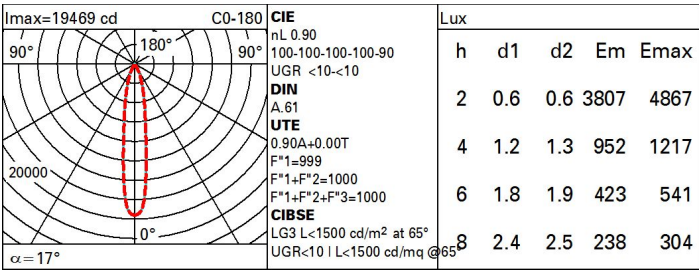 Imax=19469 cd C0-180
90° 180° 90°
20000
0°
α=17°
CIE
nL 0.90
100-100-100-100-90
UGR <10-<10
DIN
A.61
UTE
0.90A+0.00T
F"1=999
F"1+F"2=1000
F"1+F"2+F"3=1000
CIBSE
LG3 L<1500 cd/m² at 65°
UGR<10 | L<1500 cd/mq @65°
Lux
h d1 d2 Em Emax
2 0.6 0.6 3807 4867
4 1.2 1.3 952 1217
6 1.8 1.9 423 541
8 2.4 2.5 238 304